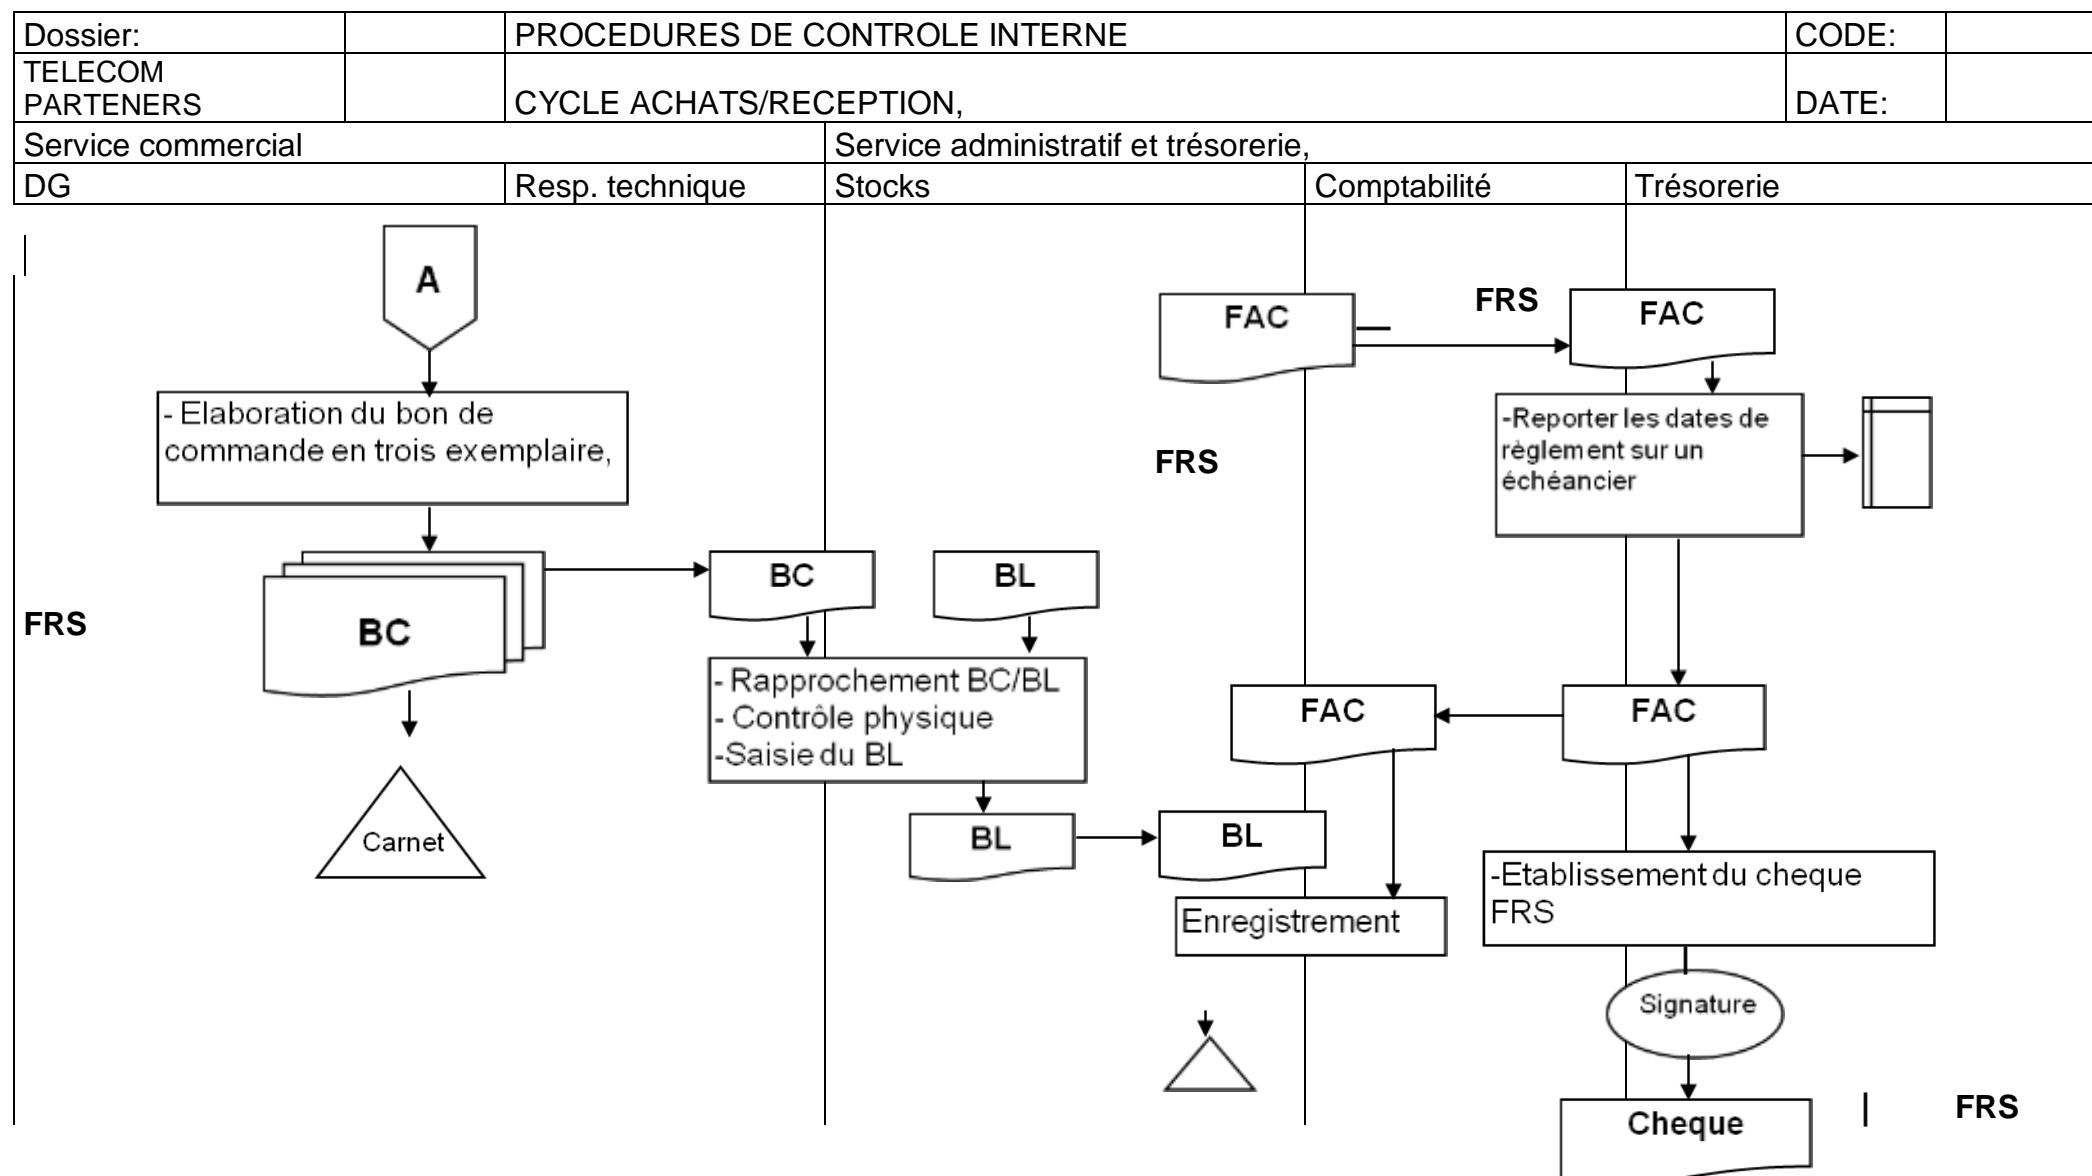 Dossier:
PROCEDURES DE CONTROLE INTERNE
CODE:
TELECOM
PARTENERS
CYCLE ACHATS/RECEPTION,
DATE:
Service commercial
Service administratif et trésorerie,
DG
Resp. technique
Stocks
Comptabilité
Trésorerie
A
FAC
FRS
FAC
- Elaboration du bon de
commande en trois exemplaire,
FRS
-Reporter les dates de
règlement sur un
échéancier
BC
BL
FRS
BC
- Rapprochement BC/BL
- Contrôle physique
-Saisie du BL
FAC
FAC
Carnet
BL
BL
-Etablissement du cheque
FRS
Enregistrement
Signature
Cheque
FRS